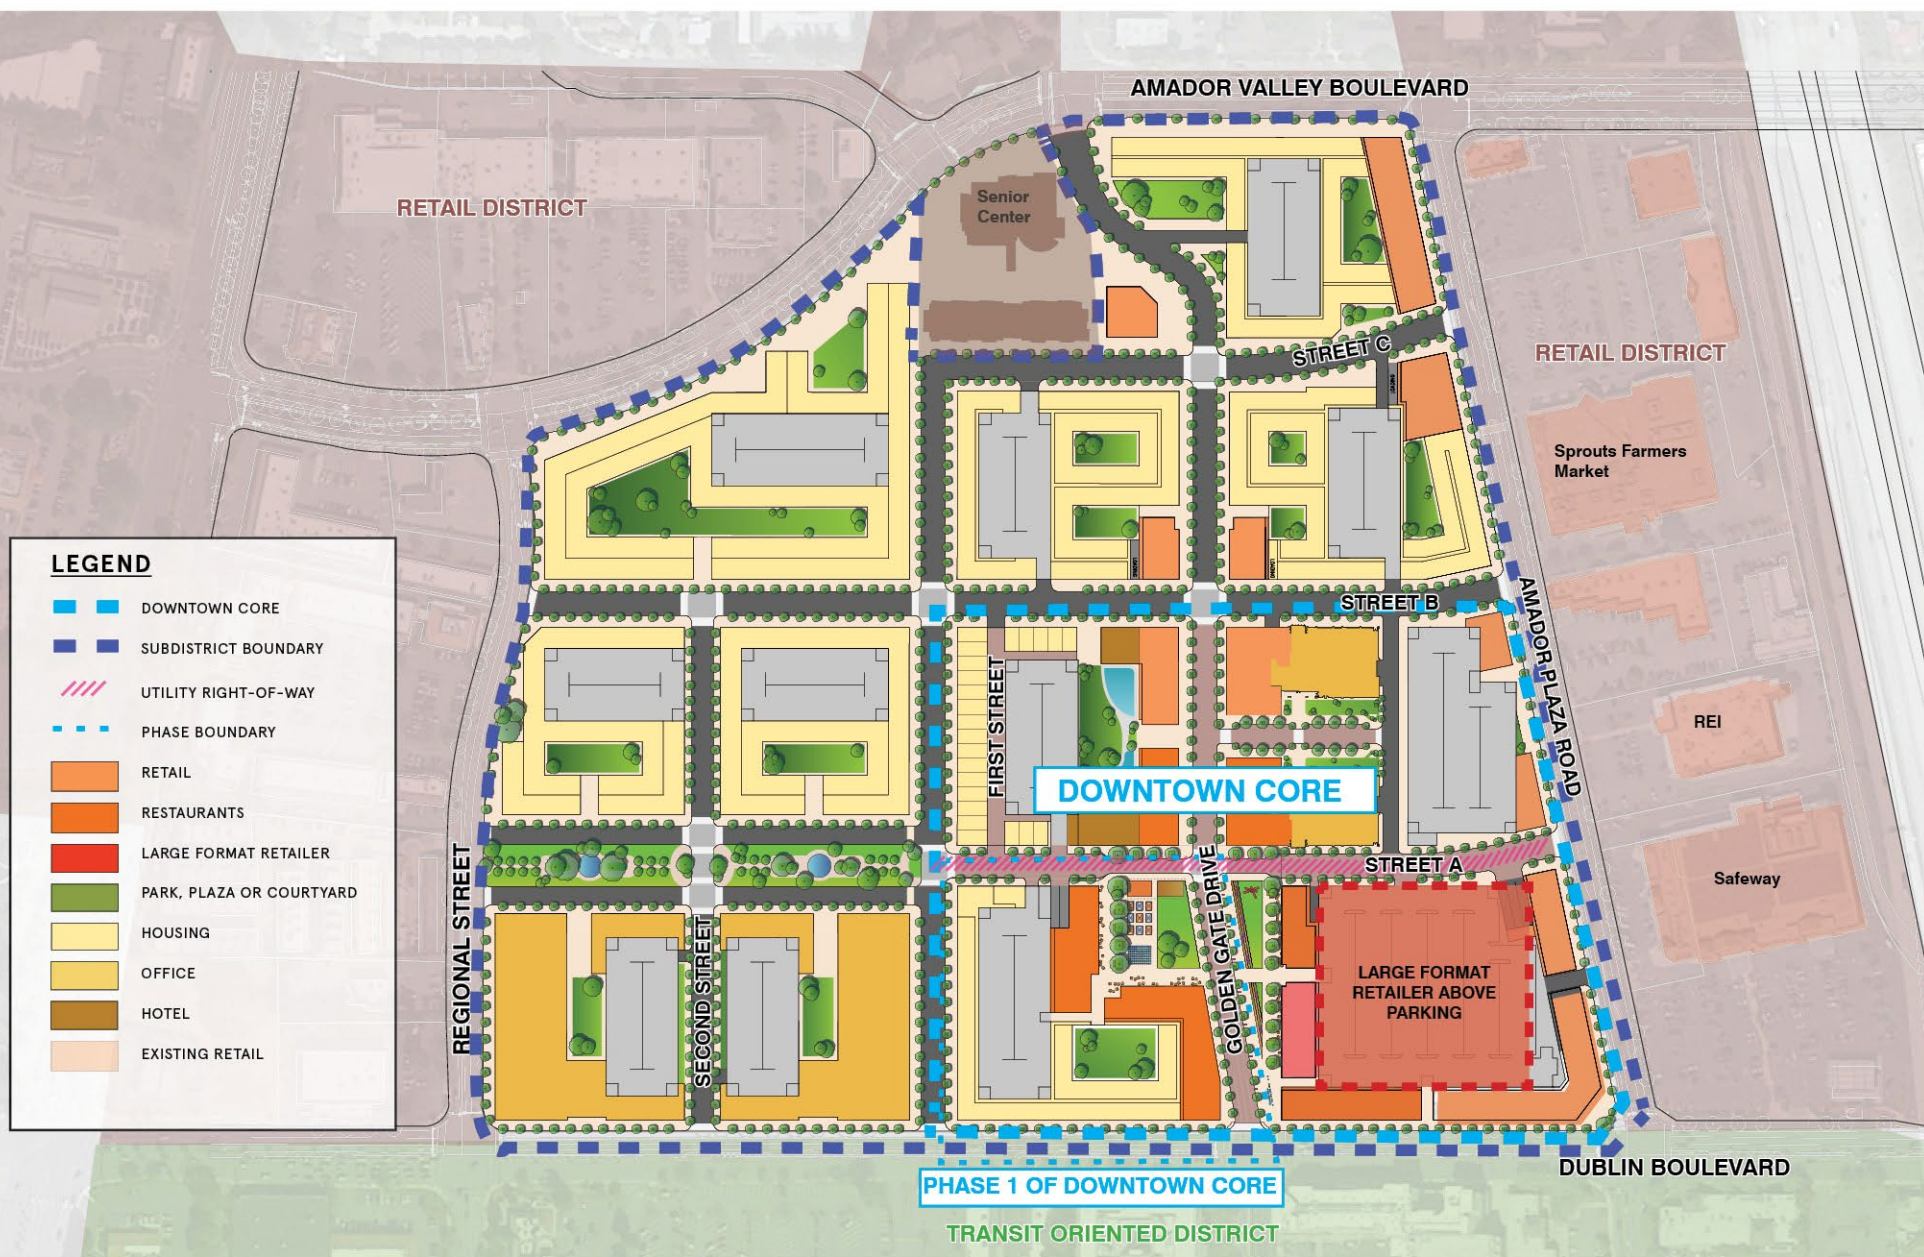 AMADOR VALLEY BOULEVARD
RETAIL DISTRICT
Senior
Center
STREET C
RETAIL DISTRICT
LOADING
Sprouts Farmers
Market
LOADING
LOADING
STREET B
AMADOR PLAZA ROAD
FIRST STREET
REI
DOWNTOWN CORE
STREET A
Safeway
REGIONAL STREET
SECOND STREET
GOLDEN GATE DRIVE
LARGE FORMAT
RETAILER ABOVE
PARKING
DUBLIN BOULEVARD
PHASE 1 OF DOWNTOWN CORE
TRANSIT ORIENTED DISTRICT
LEGEND
DOWNTOWN CORE
SUBDISTRICT BOUNDARY
UTILITY RIGHT-OF-WAY
PHASE BOUNDARY
RETAIL
RESTAURANTS
LARGE FORMAT RETAILER
PARK, PLAZA OR COURTYARD
HOUSING
OFFICE
HOTEL
EXISTING RETAIL